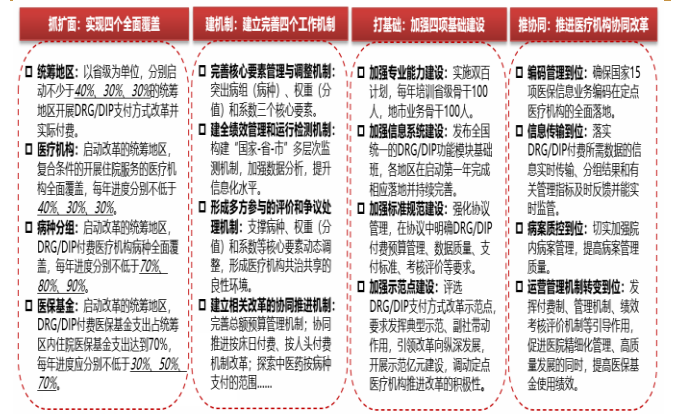 抓扩面：实现四个全面覆盖
统筹地区：以省级为单位，分别启
动不少于40%、30%、30%的统筹
地区开展DRG/DIP支付方式改革并
实际付费。
医疗机构：启动改革的统筹地区，
符合条件的开展住院服务的医疗机
构全面覆盖，每年进度分别不低于
40%、30%、30%。
病种分组：启动改革的统筹地区，
DRG/DIP付费医疗机构病种全面覆
盖，每年进度分别不低于70%、
80%、90%。
医保基金：启动改革的统筹地区，
DRG/DIP付费医保基金支出占统筹
区内住院医保基金支出达到70%，
每年进度应分别不低于30%、50%、
70%。
建机制：建立完善四个工作机制
完善核心要素管理与调整机制：
突出病组（病种）、权重（分
值）和系数三个核心要素。
建全绩效管理和运行检测机制：
构建“国家-省-市”多层次监
测机制，加强数据分析，提升
信息化水平。
形成多方参与的评价和争议处
理机制：支撑病种、权重（分
值）和系数等核心要素动态调
整，形成医疗机构共治共享的
良性环境。
建立相关改革的协同推进机制：
完善总额预算管理机制；协同
推进按床日付费、按人头付费
机制改革；探索中医药按病种
支付的范围……
打基础：加强四项基础建设
加强专业能力建设：实施双百
计划，每年培训省级骨干100
人，地市业务骨干100人。
加强信息系统建设：发布全国
统一的DRG/DIP功能模块基础
班，各地区在启动第一年完成
相应落地并持续完善。
加强标准规范建设：强化协议
管理，在协议中明确DRG/DIP
付费预算管理、数据质量、支
付标准、考核评价等要求。
加强示范点建设：评选
DRG/DIP支付方式改革示范点，
要求发挥典型示范、副社带动
作用，引领改革向纵深发展，
开展示范亿元建设，调动定点
医疗机构推进改革的积极性。
推协同：推进医疗机构协同改革
编码管理到位：确保国家15
项医保信息业务编码在定点
医疗机构的全面落地。
信息传输到位：落实
DRG/DIP付费所需数据的信
息实时传输、分组结果和有
关管理指标及时反馈并能实
时监管。
病案质控到位：切实加强院
内病案管理，提高病案管理
质量。
运营管理机制转变到位：发
挥付费制、管理机制、绩效
考核评价机制等引导作用，
促进医院精细化管理、高质
量发展的同时，提高医保基
金使用绩效。